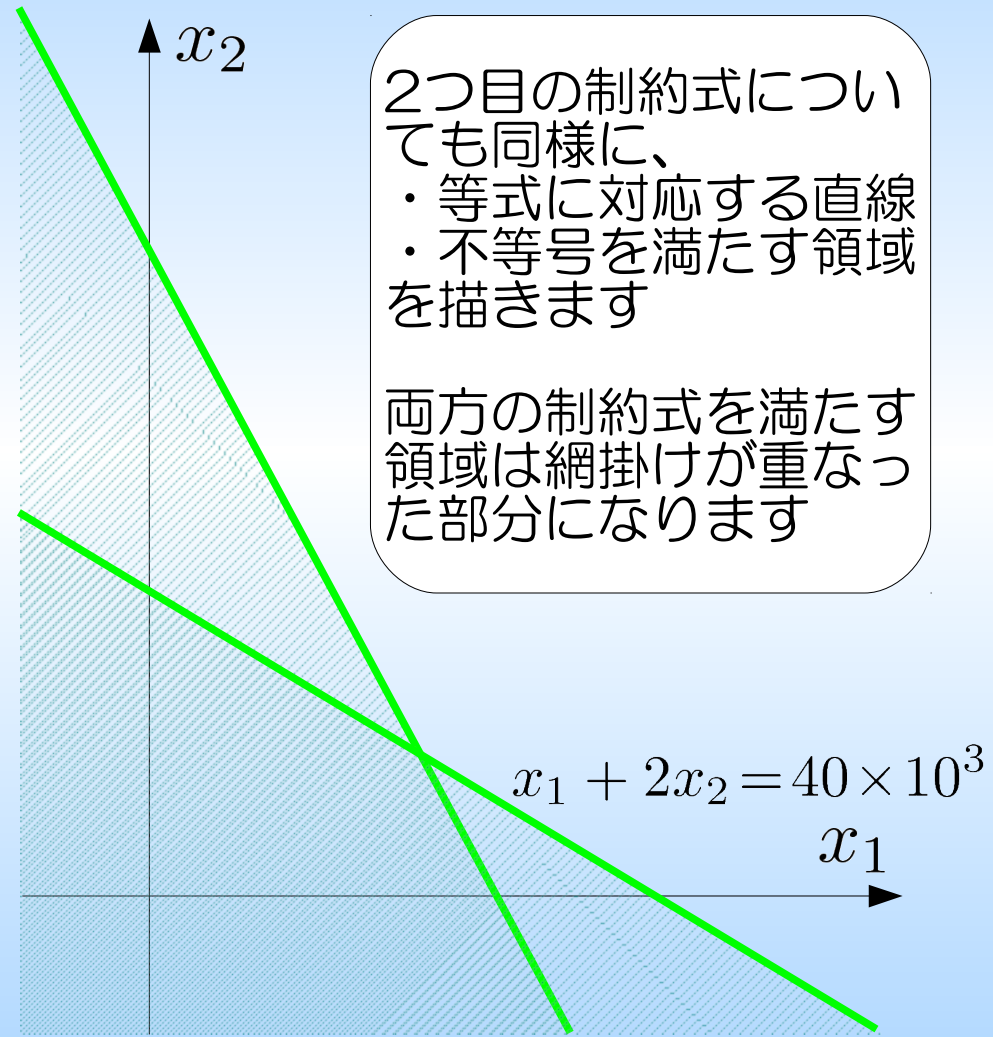 x₂
2つ目の制約式につい
ても同様に、
・等式に対応する直線
・不等号を満たす領域
を描きます
両方の制約式を満たす
領域は網掛けが重なっ
た部分になります
x₁ + 2x₂ = 40 × 10³
x₁